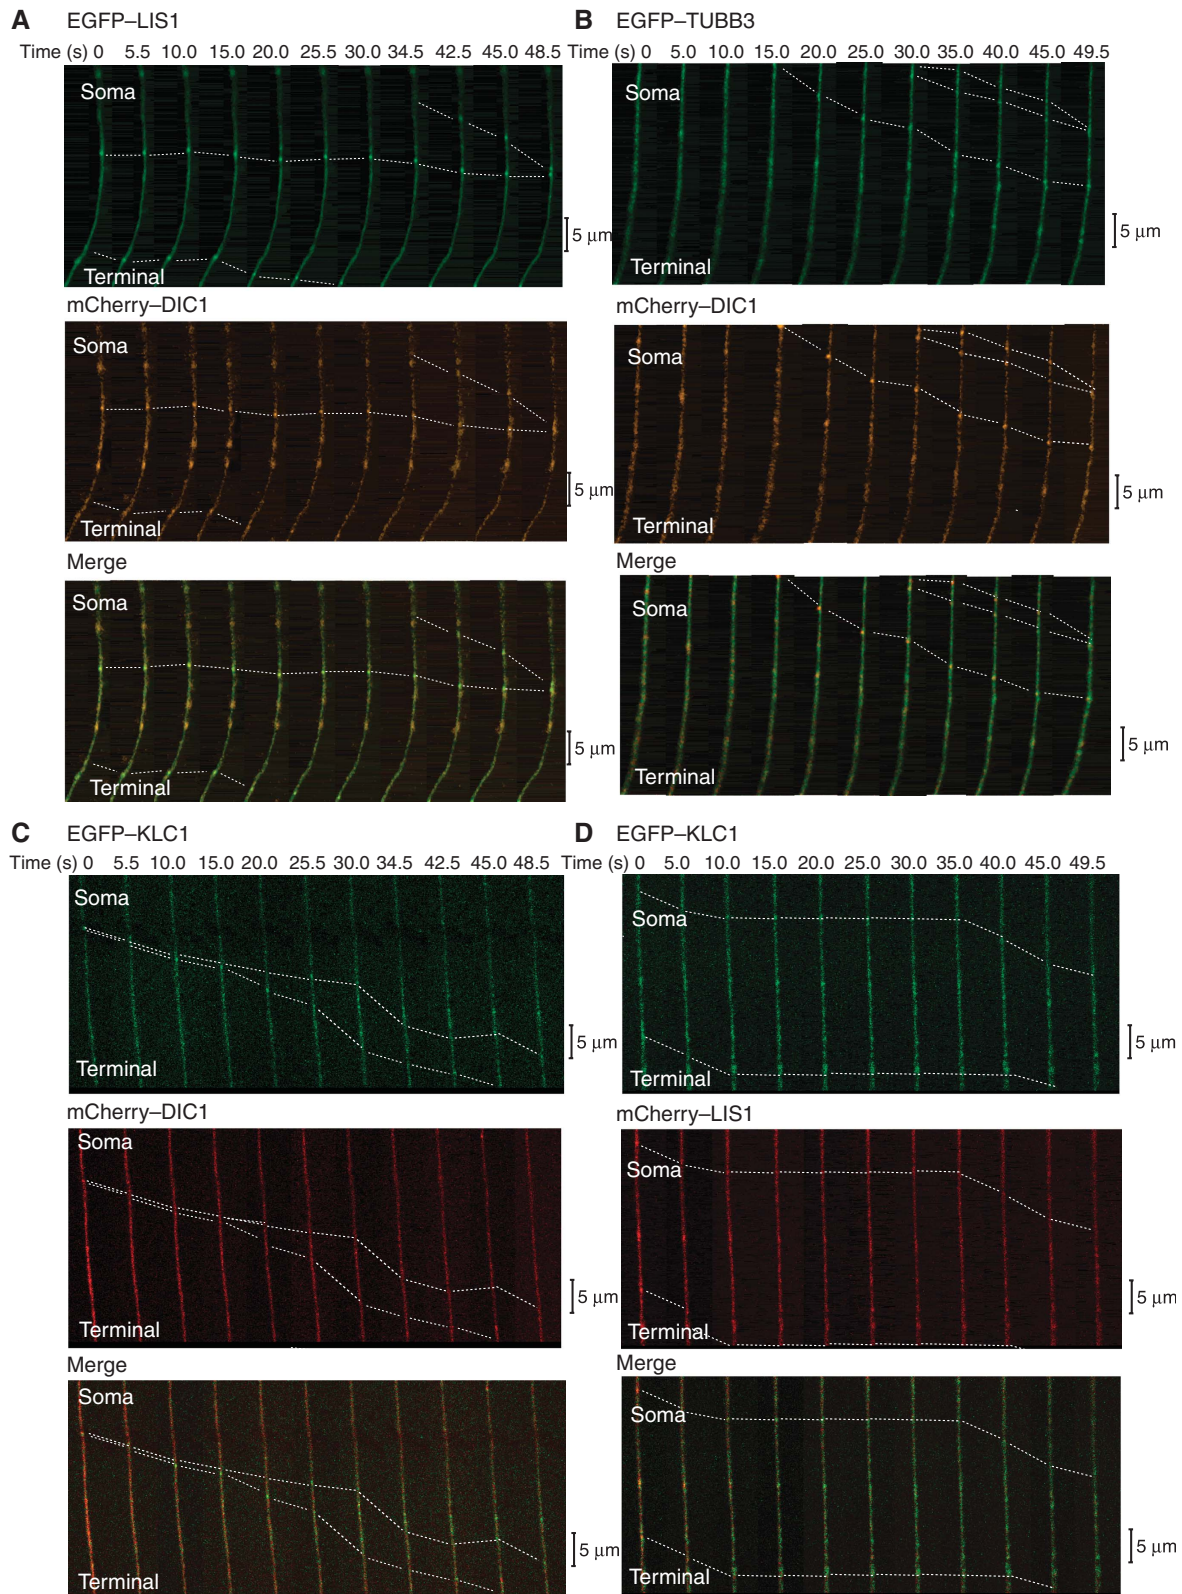 A EGFP–LIS1
Time (s) 0 5.5 10.0 15.0 20.0 25.5 30.0 34.5 42.5 45.0 48.5
Soma
Terminal
5 μm
mCherry–DIC1
Soma
Terminal
5 μm
Merge
Soma
Terminal
5 μm
B EGFP–TUBB3
Time (s) 0 5.0 10.0 15.0 20.0 25.0 30.0 35.0 40.0 45.0 49.5
Soma
Terminal
5 μm
mCherry–DIC1
Soma
Terminal
5 μm
Merge
Soma
Terminal
5 μm
C EGFP–KLC1
Time (s) 0 5.5 10.0 15.0 20.0 25.5 30.0 34.5 42.5 45.0 48.5
Soma
Terminal
5 μm
mCherry–DIC1
Soma
Terminal
5 μm
Merge
Soma
Terminal
5 μm
D EGFP–KLC1
Time (s) 0 5.0 10.0 15.0 20.0 25.0 30.0 35.0 40.0 45.0 49.5
Soma
Terminal
5 μm
mCherry–LIS1
Soma
Terminal
5 μm
Merge
Soma
Terminal
5 μm